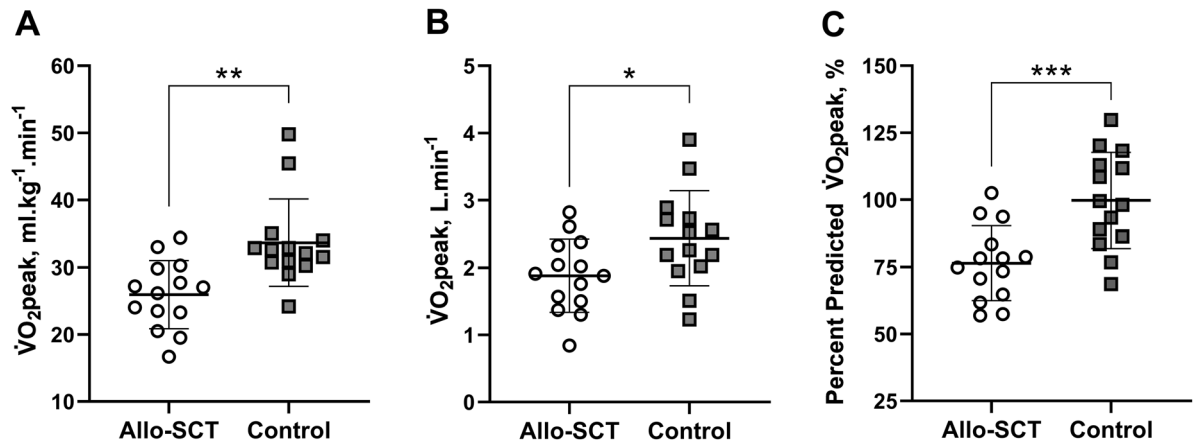 A
B
C
**
*
***
V̇O₂peak, ml.kg⁻¹.min⁻¹
60
50
40
30
20
10
Allo-SCT Control
V̇O₂peak, L.min⁻¹
5
4
3
2
1
0
Allo-SCT Control
Percent Predicted V̇O₂peak, %
150
125
100
75
50
25
Allo-SCT Control